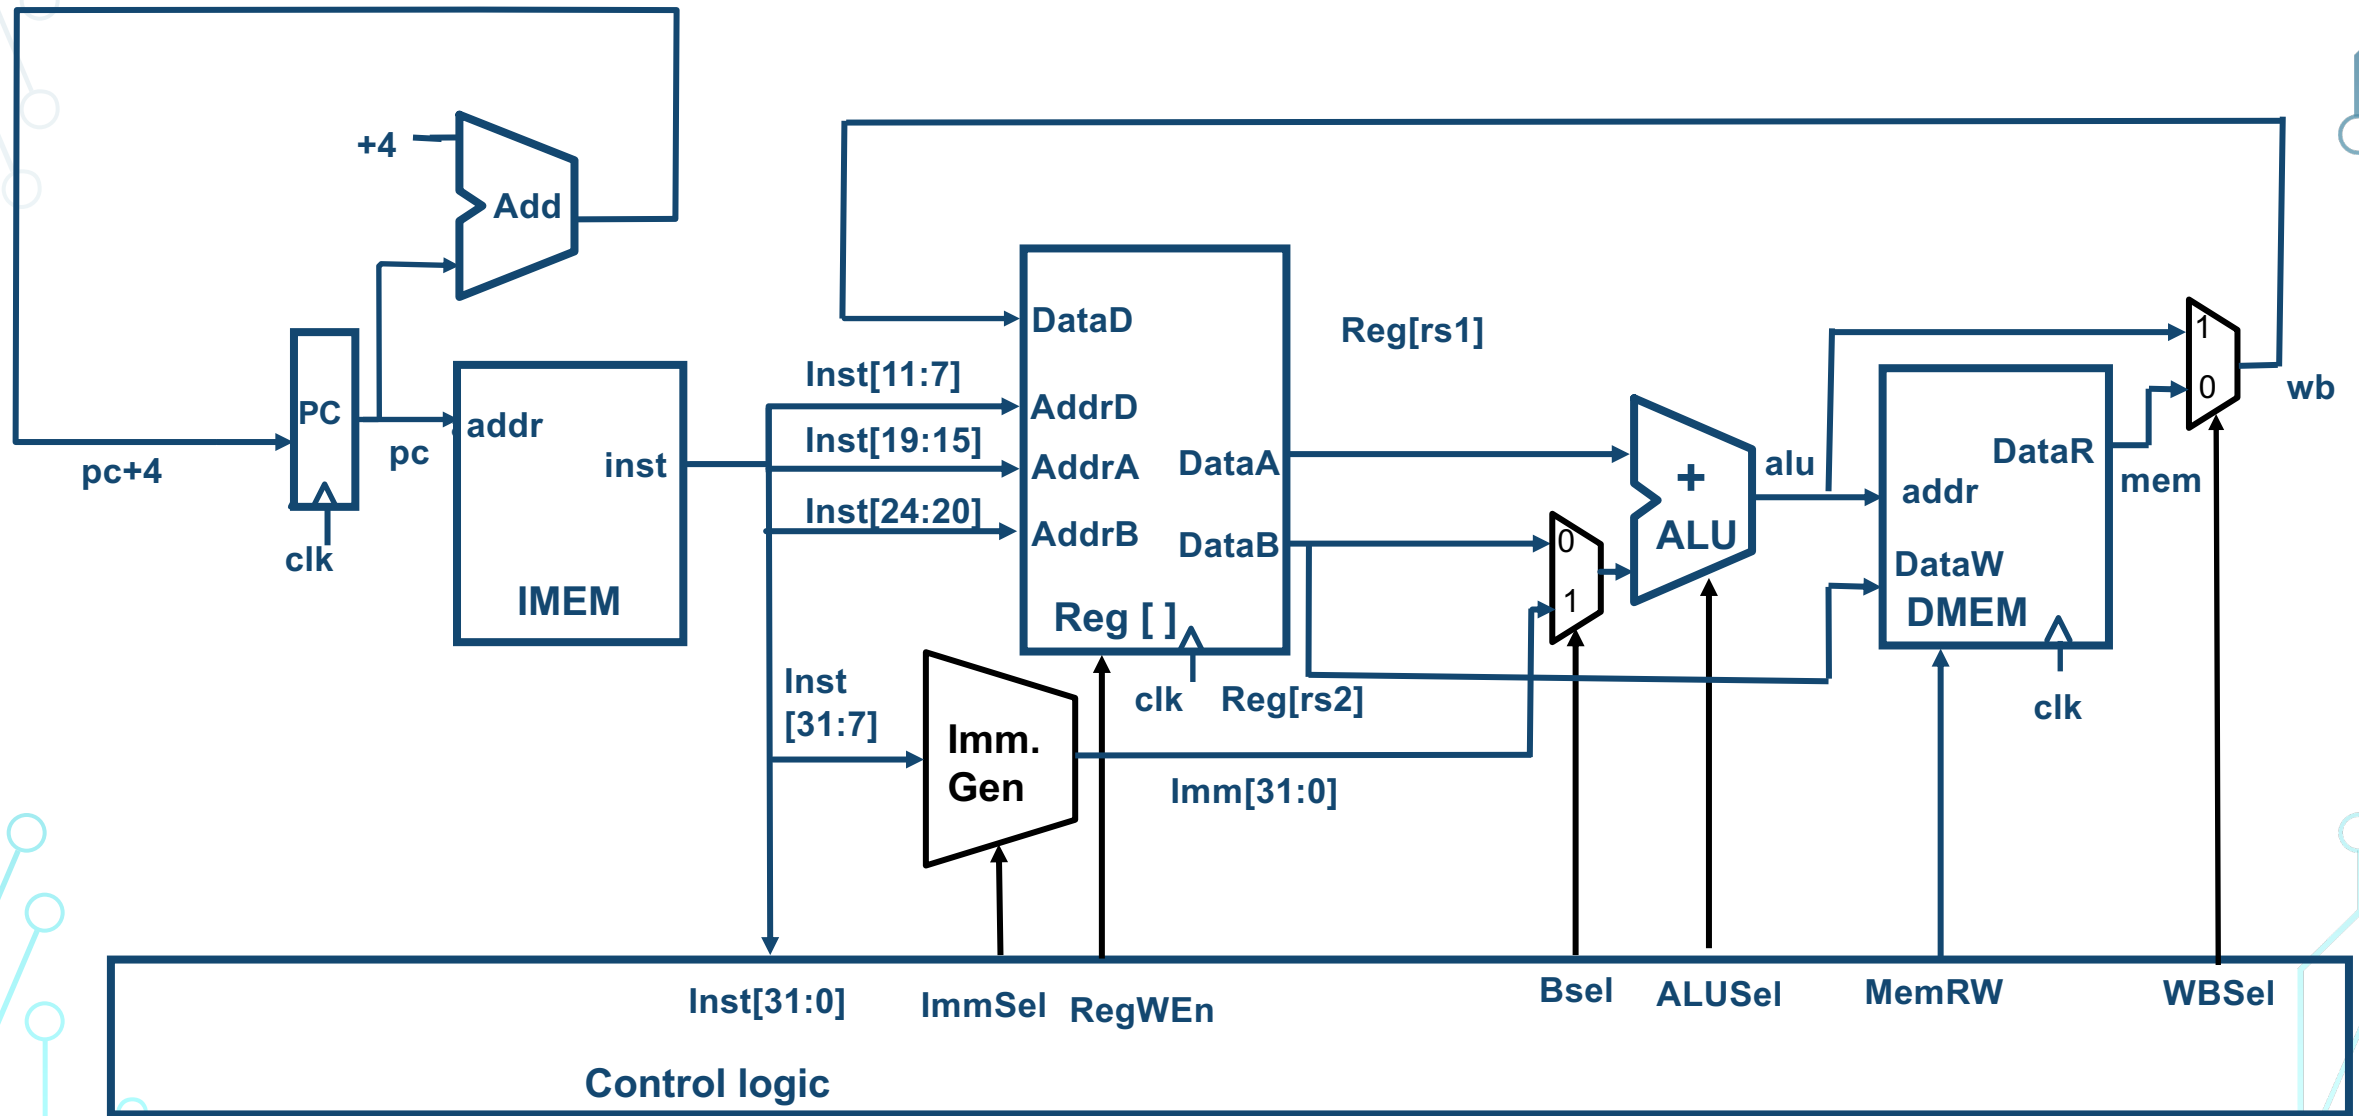 +4
Add
DataD
Reg[rs1]
1
Inst[11:7]
0
wb
PC
AddrD
addr
Inst[19:15]
pc
pc+4
inst
AddrA
DataA
alu
DataR
+
mem
addr
Inst[24:20]
AddrB
DataB
0
ALU
clk
DataW
IMEM
1
DMEM
Reg [ ]
Inst
[31:7]
clk
Reg[rs2]
clk
Imm.
Gen
Imm[31:0]
Inst[31:0]
ImmSel
RegWEn
Bsel
ALUSel
MemRW
WBSel
Control logic